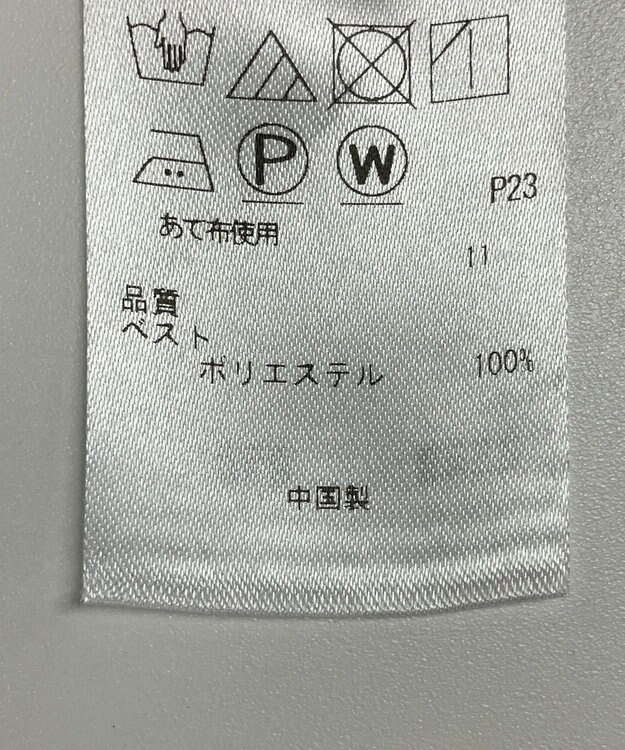 P W
P23
あて布使用
11
品質
ベスト
ポリエステル 100%
中国製